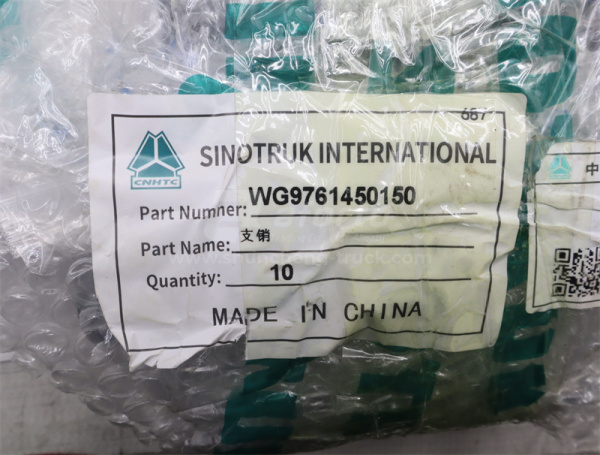 667
SINOTRUK INTERNATIONAL
CNHTC
Part Numner: WG9761450150
Part Name: 支销
Quantity: 10
MADE IN CHINA
中